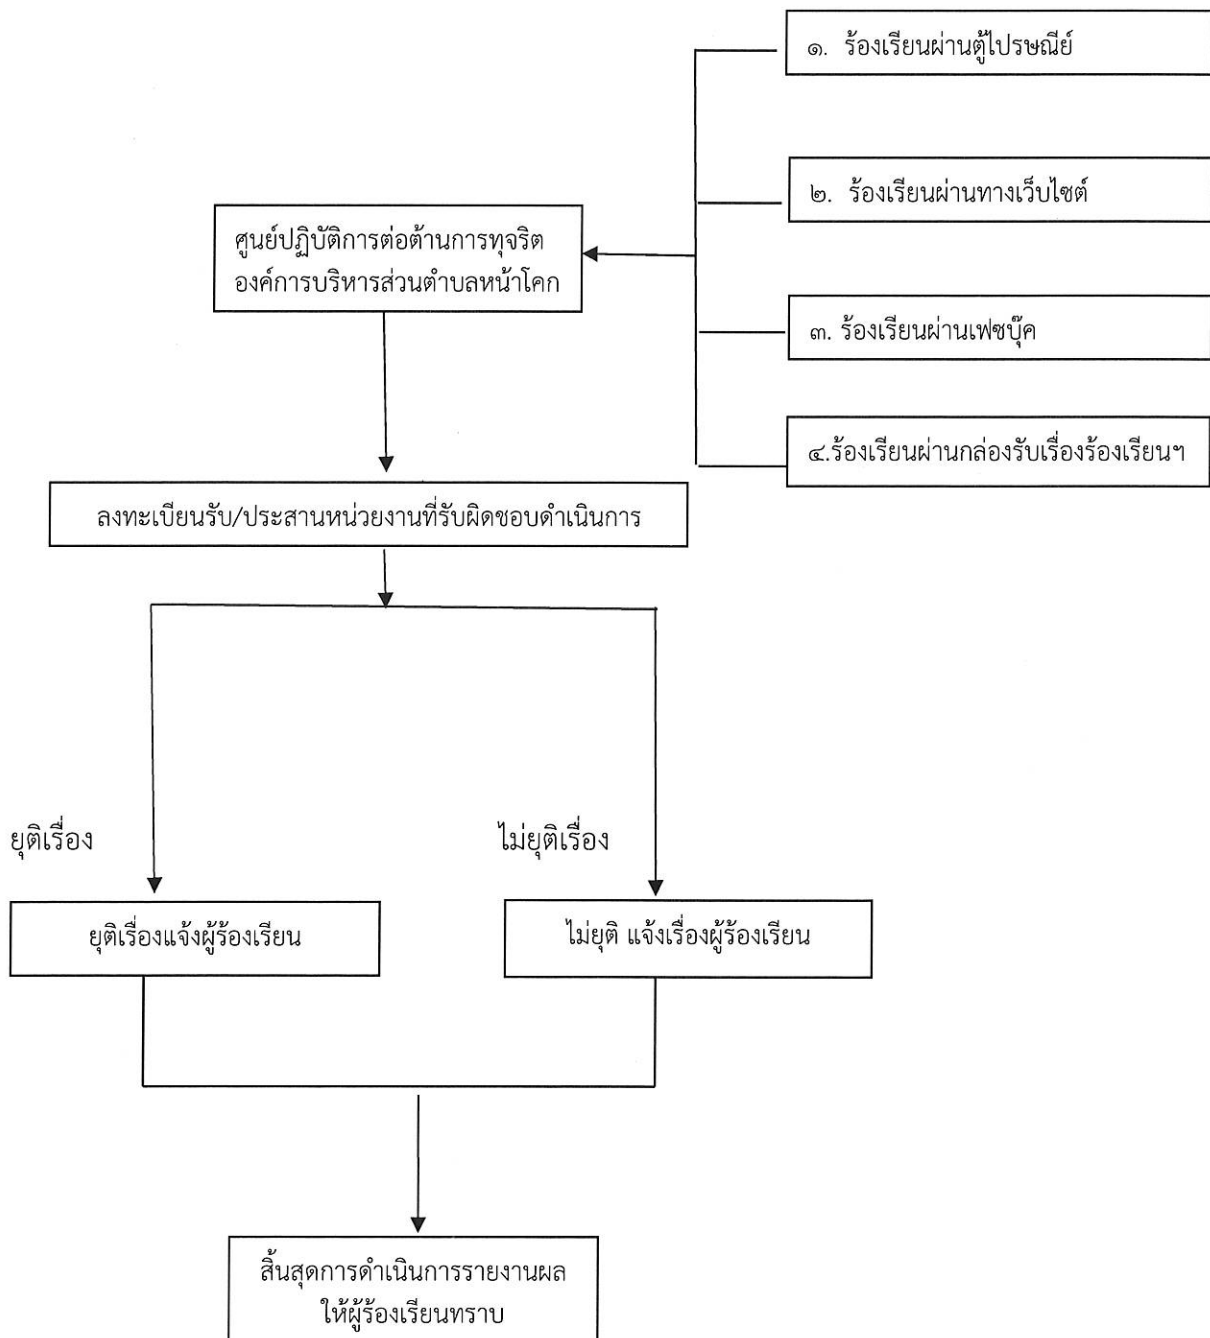 ๑. ร้องเรียนผ่านตู้ไปรษณีย์
๒. ร้องเรียนผ่านทางเว็บไซต์
ศูนย์ปฏิบัติการต่อต้านการทุจริต
องค์การบริหารส่วนตำบลหน้าโคก
๓. ร้องเรียนผ่านเฟซบุ๊ค
๔.ร้องเรียนผ่านกล่องรับเรื่องร้องเรียนฯ
ลงทะเบียนรับ/ประสานหน่วยงานที่รับผิดชอบดำเนินการ
ยุติเรื่อง
ไม่ยุติเรื่อง
ยุติเรื่องแจ้งผู้ร้องเรียน
ไม่ยุติ แจ้งเรื่องผู้ร้องเรียน
สิ้นสุดการดำเนินการรายงานผล
ให้ผู้ร้องเรียนทราบ